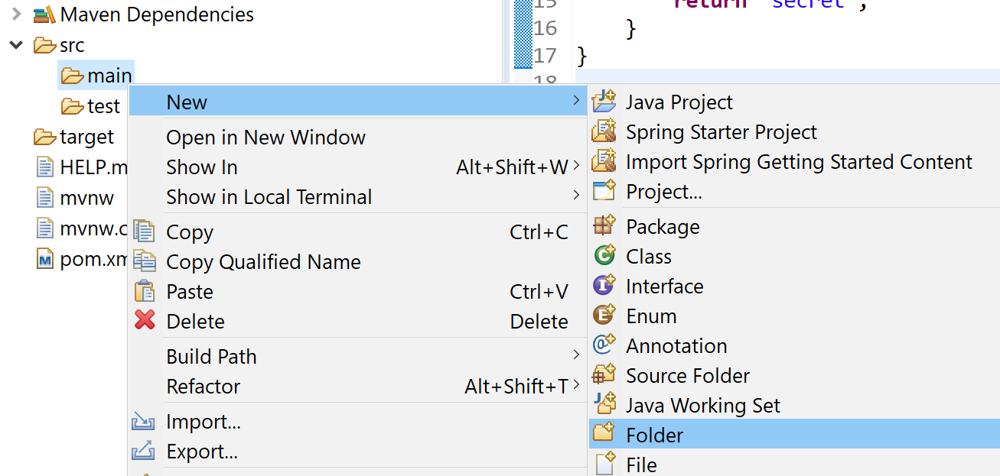 Maven Dependencies
src
main
test
target
HELP.m
mvnw
mvnw.c
pom.xm
15 return "secret";
16 }
17 }
18
New
Open in New Window
Show In Alt+Shift+W
Show in Local Terminal
Copy Ctrl+C
Copy Qualified Name
Paste Ctrl+V
Delete Delete
Build Path
Refactor Alt+Shift+T
Import...
Export...
Java Project
Spring Starter Project
Import Spring Getting Started Content
Project...
Package
Class
Interface
Enum
Annotation
Source Folder
Java Working Set
Folder
File